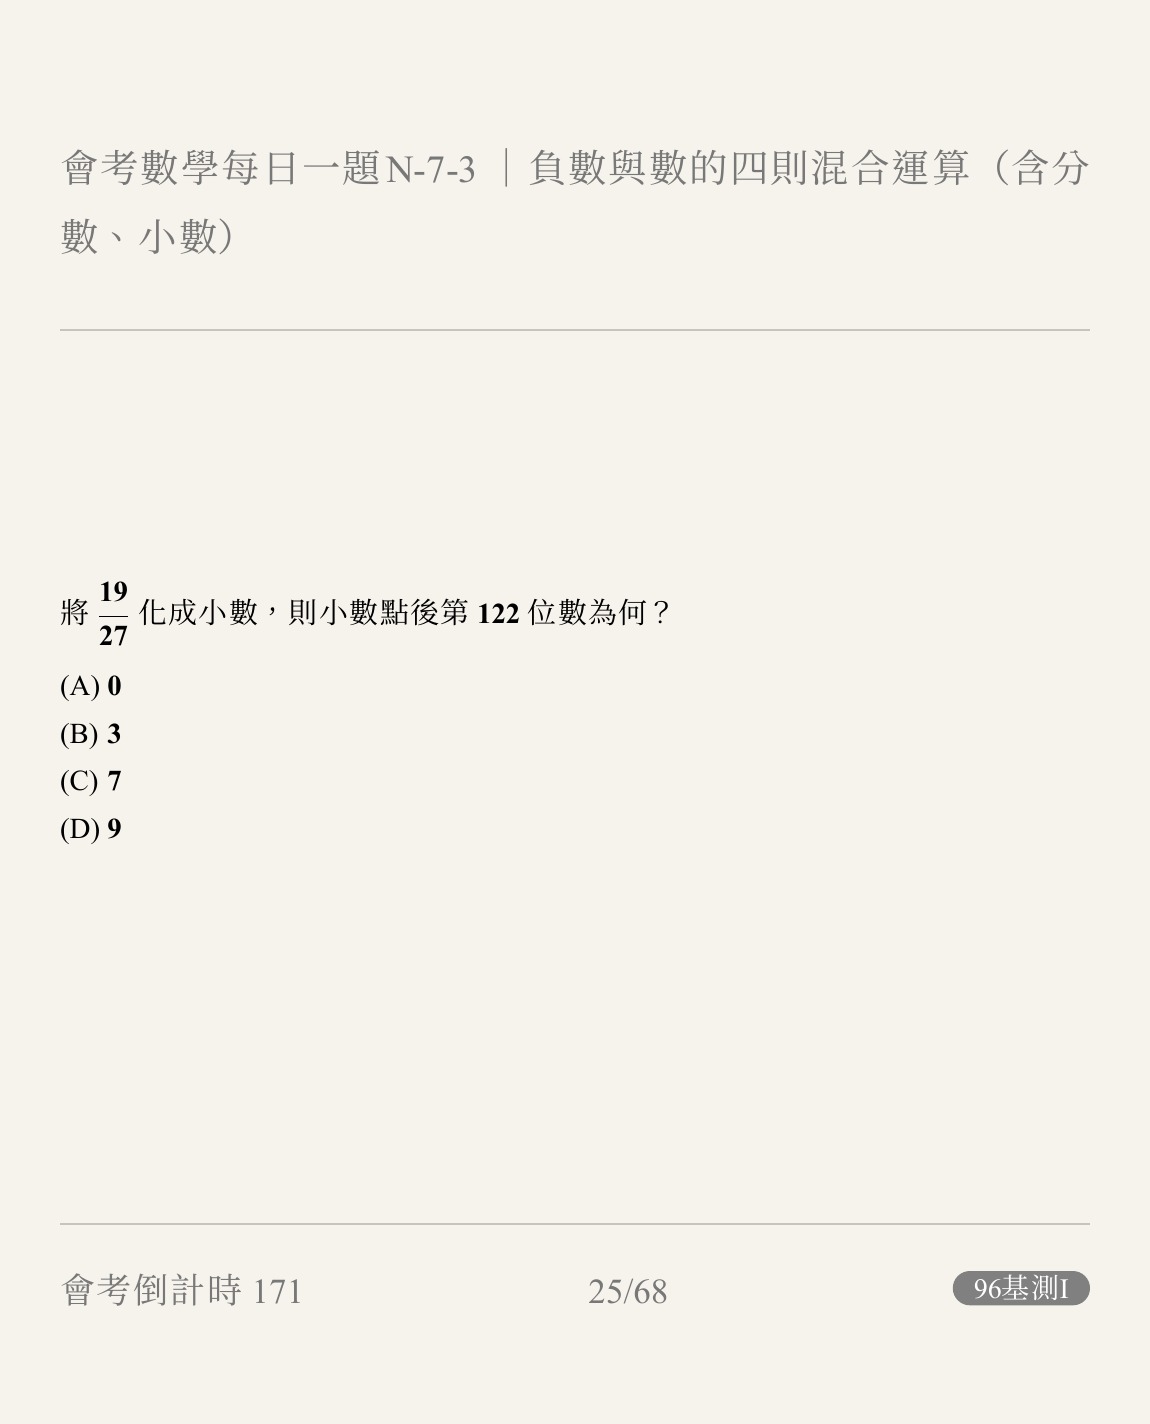 會考數學每日一題N-7-3｜負數與數的四則混合運算（含分
數、小數）
將 19/27 化成小數，則小數點後第 122 位數為何？
(A) 0
(B) 3
(C) 7
(D) 9
會考倒計時 171
25/68
96基測I